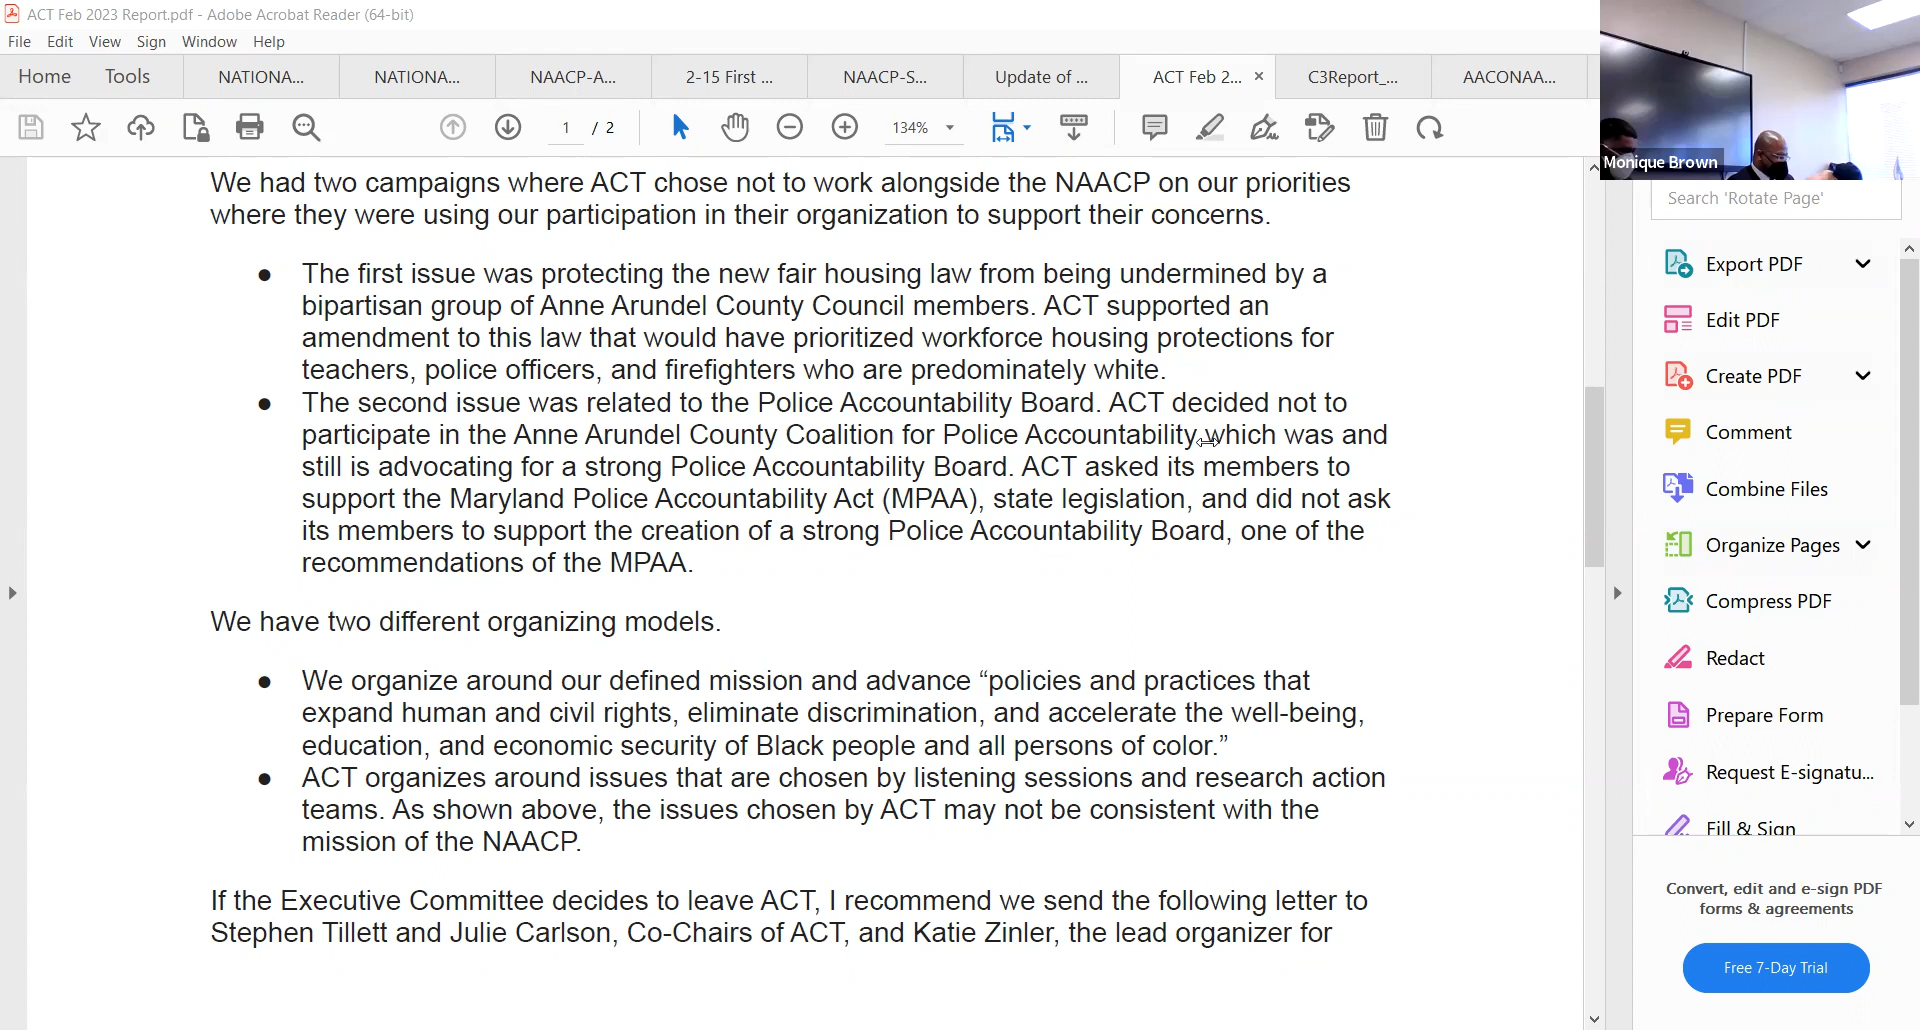 ACT Feb 2023 Report.pdf - Adobe Acrobat Reader (64-bit)
File Edit View Sign Window Help
Home Tools NATIONA... NATIONA... NAACP-A... 2-15 First ... NAACP-S... Update of ... ACT Feb 2... × C3Report_... AACONAA...
1 / 2 134%
Monique Brown
Search 'Rotate Page'
We had two campaigns where ACT chose not to work alongside the NAACP on our priorities
where they were using our participation in their organization to support their concerns.
● The first issue was protecting the new fair housing law from being undermined by a
bipartisan group of Anne Arundel County Council members. ACT supported an
amendment to this law that would have prioritized workforce housing protections for
teachers, police officers, and firefighters who are predominately white.
● The second issue was related to the Police Accountability Board. ACT decided not to
participate in the Anne Arundel County Coalition for Police Accountability which was and
still is advocating for a strong Police Accountability Board. ACT asked its members to
support the Maryland Police Accountability Act (MPAA), state legislation, and did not ask
its members to support the creation of a strong Police Accountability Board, one of the
recommendations of the MPAA.
We have two different organizing models.
● We organize around our defined mission and advance “policies and practices that
expand human and civil rights, eliminate discrimination, and accelerate the well-being,
education, and economic security of Black people and all persons of color.”
● ACT organizes around issues that are chosen by listening sessions and research action
teams. As shown above, the issues chosen by ACT may not be consistent with the
mission of the NAACP.
If the Executive Committee decides to leave ACT, I recommend we send the following letter to
Stephen Tillett and Julie Carlson, Co-Chairs of ACT, and Katie Zinler, the lead organizer for
Export PDF
Edit PDF
Create PDF
Comment
Combine Files
Organize Pages
Compress PDF
Redact
Prepare Form
Request E-signatu...
Fill & Sign
Convert, edit and e-sign PDF
forms & agreements
Free 7-Day Trial